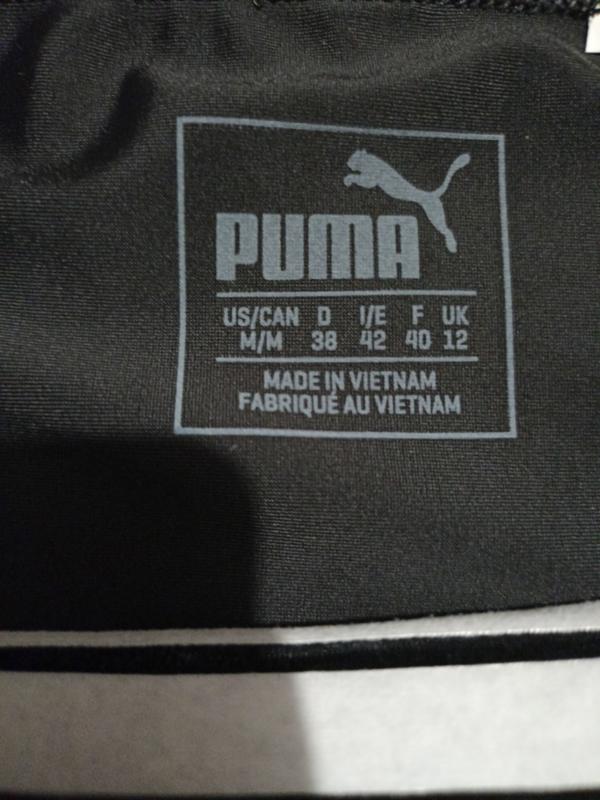 PUMA
US/CAN D I/E F UK
M/M 38 42 40 12
MADE IN VIETNAM
FABRIQUÉ AU VIETNAM